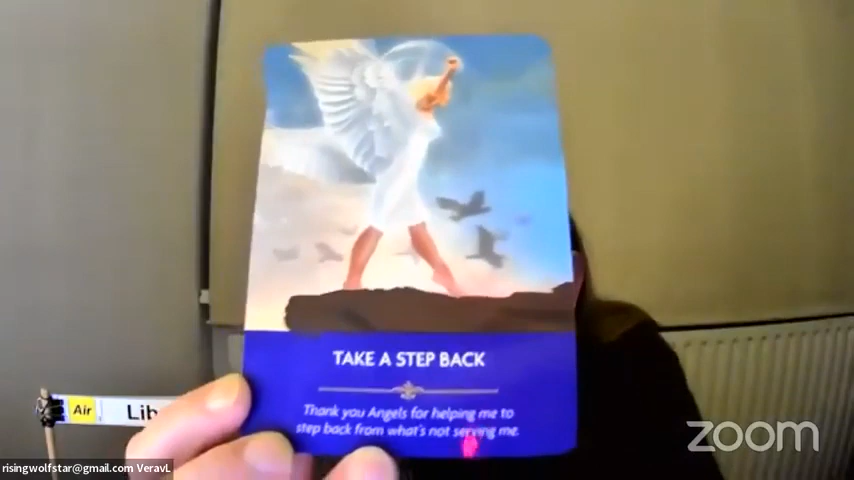 TAKE A STEP BACK
Thank you Angels for helping me to
step back from what's not serving me.
Air Lib
zoom
risingwolfstar@gmail.com VeravL